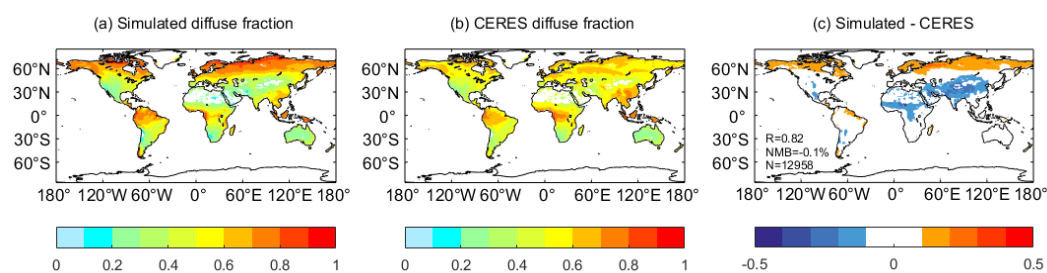 (a) Simulated diffuse fraction
(b) CERES diffuse fraction
(c) Simulated - CERES
60°N
30°N
0°
30°S
60°S
180°W 120°W 60°W 0° 60°E 120°E 180°E
60°N
30°N
0°
30°S
60°S
180°W 120°W 60°W 0° 60°E 120°E 180°E
60°N
30°N
0°
30°S
60°S
R=0.82
NMB=-0.1%
N=12958
180°W 120°W 60°W 0° 60°E 120°E 180°E
0 0.2 0.4 0.6 0.8 1
0 0.2 0.4 0.6 0.8 1
-0.5 0 0.5